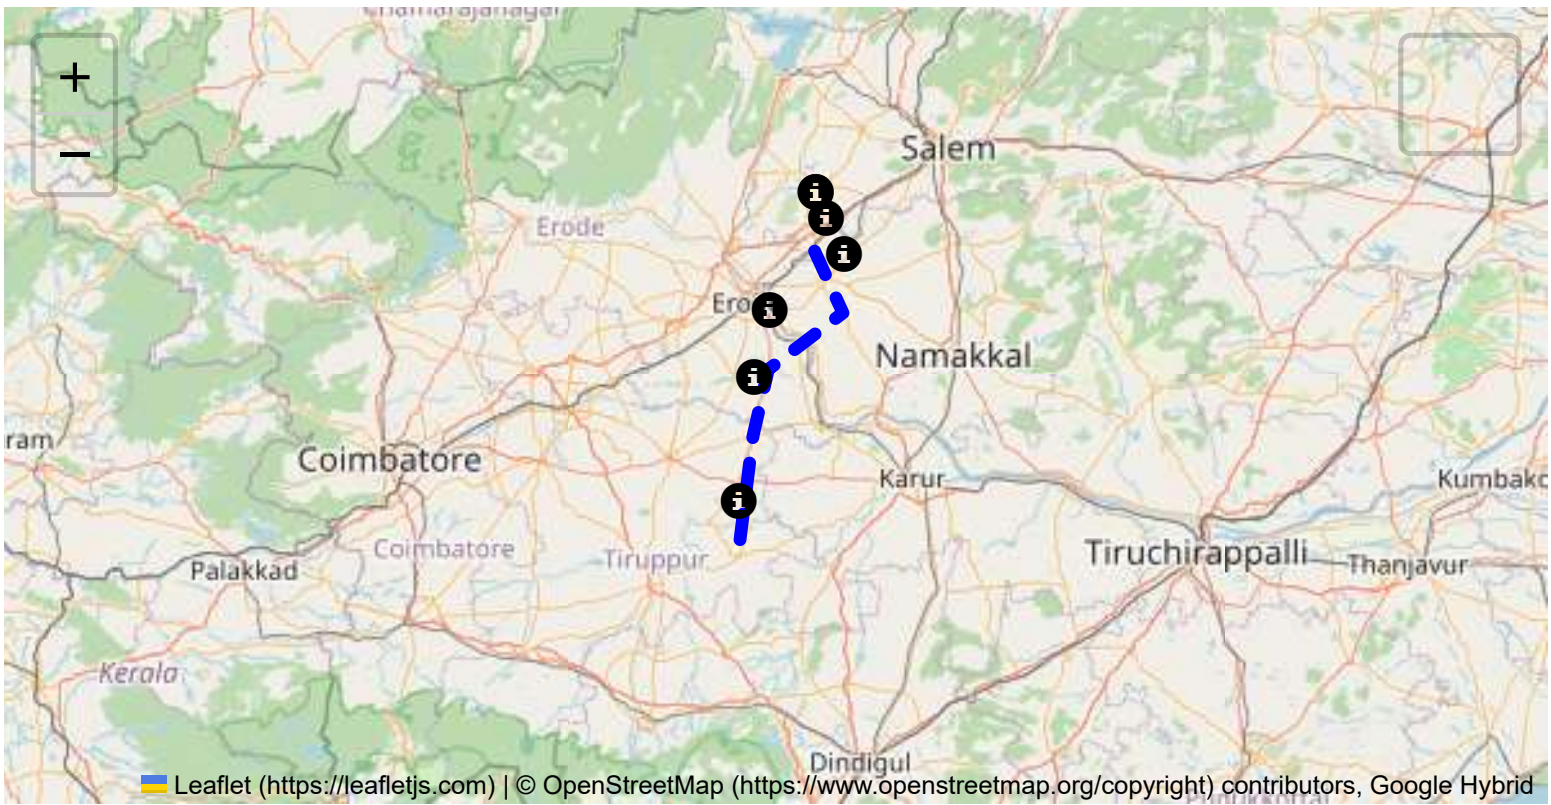 Chamarajanagar
+
−
Salem
i
i
Erode
i
Ero
i
Namakkal
i
ram
Coimbatore
Karur
Kumbako
i
Coimbatore
Tiruppur
Tiruchirappalli
Palakkad
Thanjavur
Kerala
Dindigul
Leaflet (https://leafletjs.com) | © OpenStreetMap (https://www.openstreetmap.org/copyright) contributors, Google Hybrid